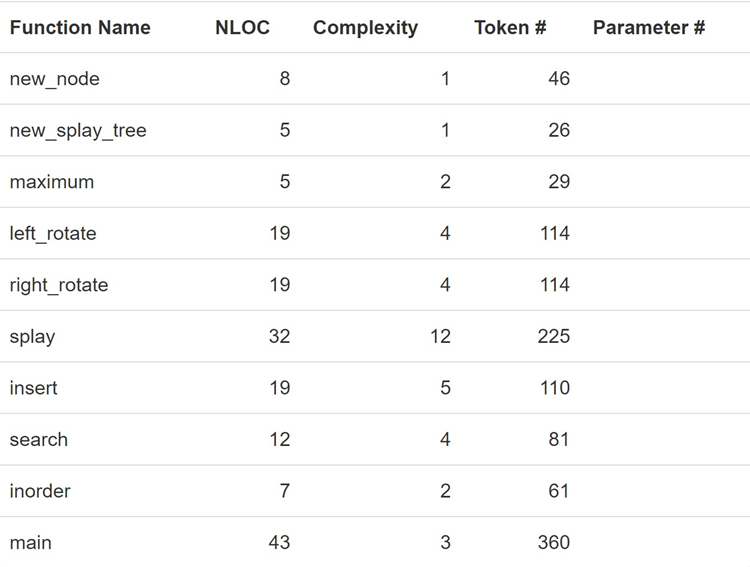 Function Name NLOC Complexity Token # Parameter #
new_node 8 1 46
new_splay_tree 5 1 26
maximum 5 2 29
left_rotate 19 4 114
right_rotate 19 4 114
splay 32 12 225
insert 19 5 110
search 12 4 81
inorder 7 2 61
main 43 3 360